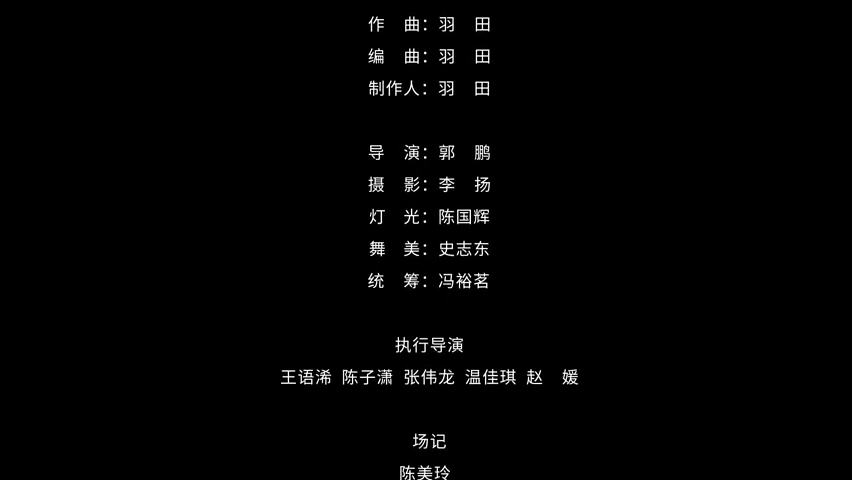 作　曲：羽　田
编　曲：羽　田
制作人：羽　田
导　演：郭　鹏
摄　影：李　扬
灯　光：陈国辉
舞　美：史志东
统　筹：冯裕茗
执行导演
王语浠 陈子潇 张伟龙 温佳琪 赵　媛
场记
陈美玲